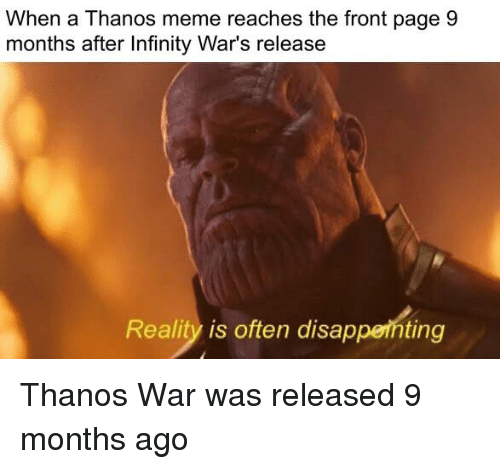 When a Thanos meme reaches the front page 9
months after Infinity War's release
Reality is often disappointing
Thanos War was released 9
months ago